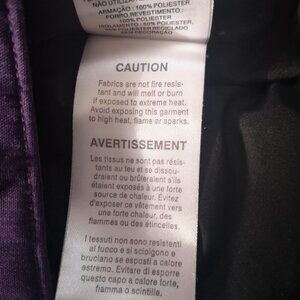 NÃO UTILIZAR
ARMAÇÃO: 100% POLIESTER
FORRO/REVESTIMENTO:
100% POLIESTER
CAUTION
Fabrics are not fire resis-
tant and will melt or burn
if exposed to extreme heat.
Avoid exposing this garment
to high heat, flame or sparks.
AVERTISSEMENT
Les tissus ne sont pas résis-
tants au feu et se dissou-
draient ou brûleraient s'ils
étaient exposés à une forte
source de chaleur. Évitez
d'exposer ce vêtement vers
une forte chaleur, des
flammes ou des étincelles.
I tessuti non sono resistenti
al fuoco e si sciolgono e
bruciano se esposti a calore
estremo. Evitare di esporre
questo capo a calore forte,
fiamma o scintille.